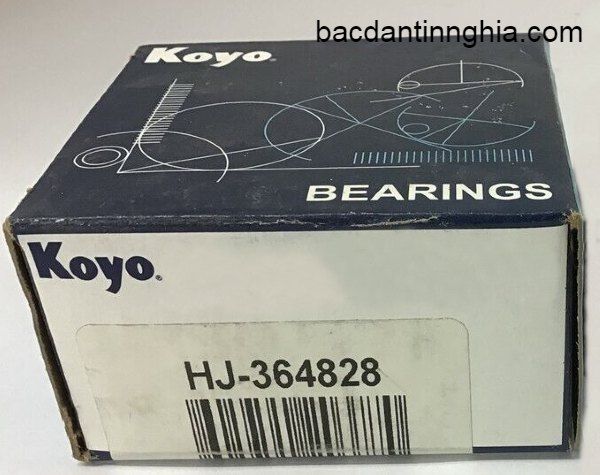 bacdantinnghia.com
Koyo
BEARINGS
Koyo®
HJ-364828